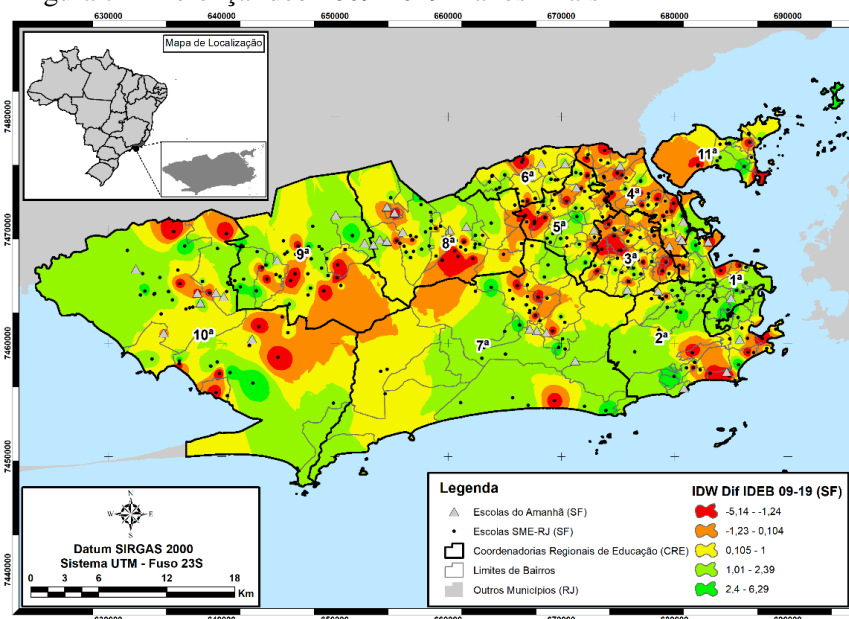 630000 640000 650000 660000 670000 680000 690000
Mapa de Localização
7480000
7470000
7460000
7450000
7440000
11ª
6ª
4ª
5ª
8ª
3ª
9ª
1ª
10ª
7ª
2ª
N
W E
S
Datum SIRGAS 2000
Sistema UTM - Fuso 23S
0 3 6 12 18
Km
Legenda
Escolas do Amanhã (SF)
Escolas SME-RJ (SF)
Coordenadorias Regionais de Educação (CRE)
Limites de Bairros
Outros Municípios (RJ)
IDW Dif IDEB 09-19 (SF)
-5,14 - -1,24
-1,23 - 0,104
0,105 - 1
1,01 - 2,39
2,4 - 6,29